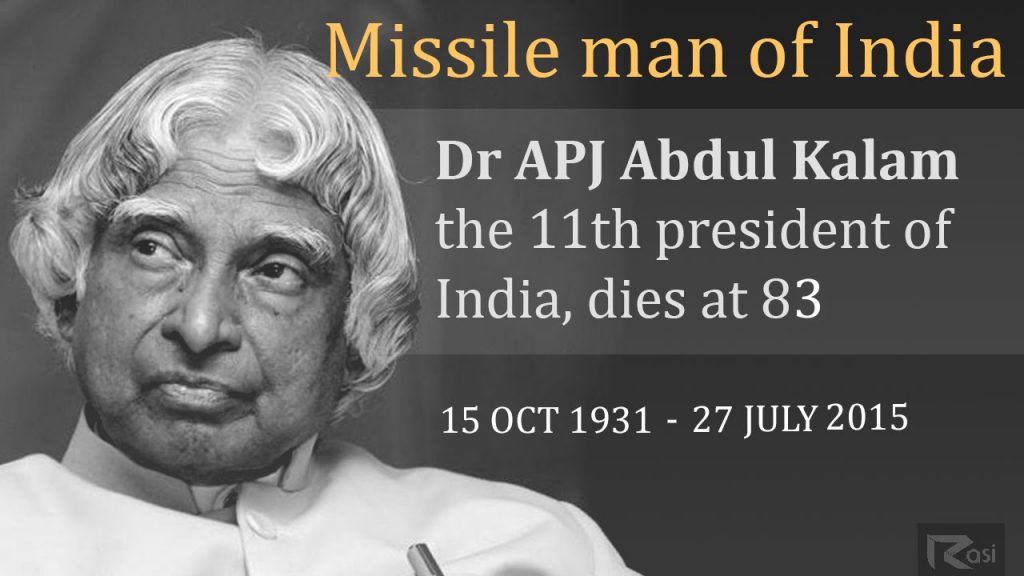 Missile man of India
Dr APJ Abdul Kalam
the 11th president of
India, dies at 83
15 OCT 1931 - 27 JULY 2015
Rasi